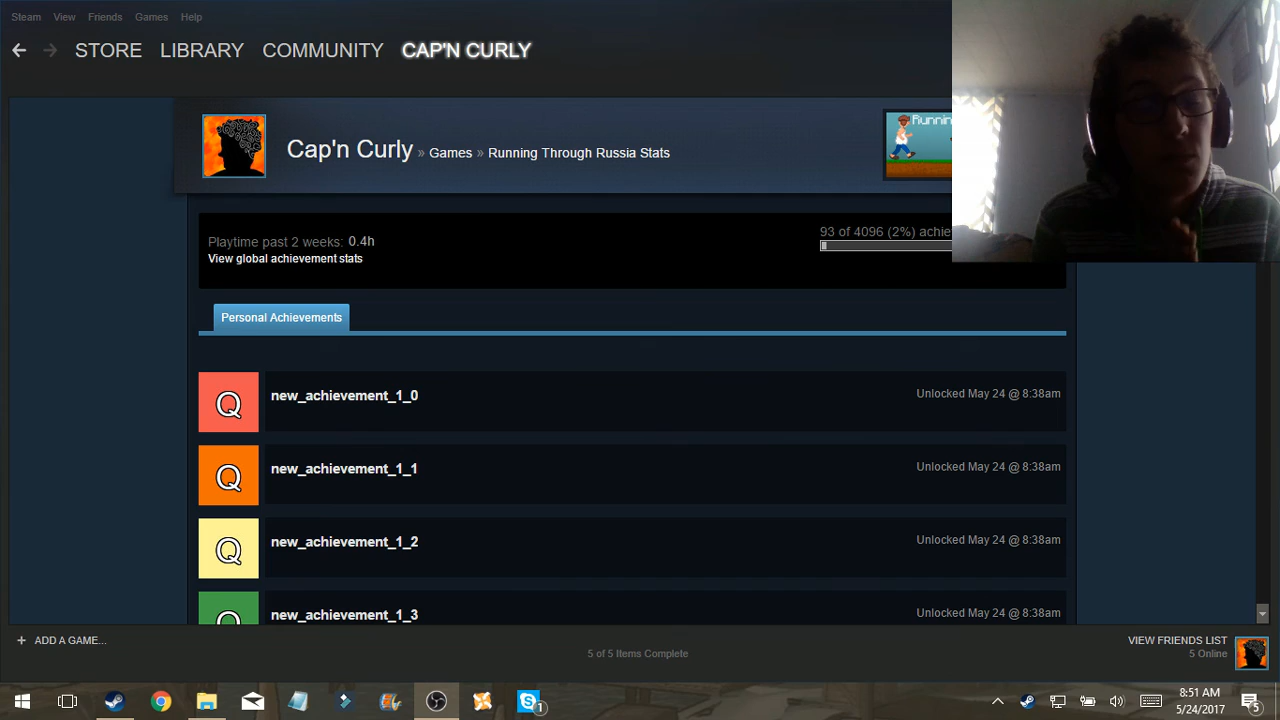 Steam View Friends Games Help
STORE LIBRARY COMMUNITY CAP'N CURLY
Cap'n Curly » Games » Running Through Russia Stats
Playtime past 2 weeks: 0.4h
View global achievement stats
93 of 4096 (2%)
Personal Achievements
Q new_achievement_1_0 Unlocked May 24 @ 8:38am
Q new_achievement_1_1 Unlocked May 24 @ 8:38am
Q new_achievement_1_2 Unlocked May 24 @ 8:38am
Q new_achievement_1_3 Unlocked May 24 @ 8:38am
+ ADD A GAME...
5 of 5 Items Complete
VIEW FRIENDS LIST
5 Online
1
8:51 AM
5/24/2017
5